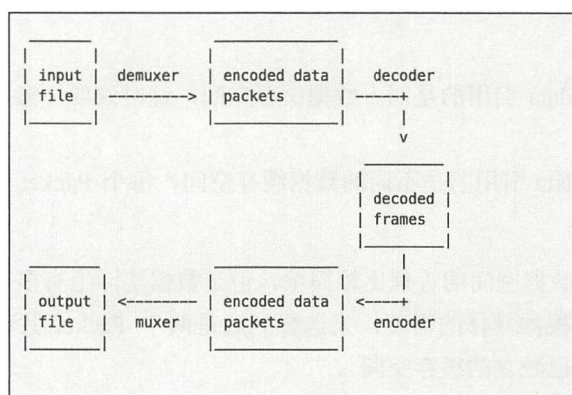 input demuxer encoded data decoder
file packets
decoded
frames
output encoded data
file muxer packets encoder